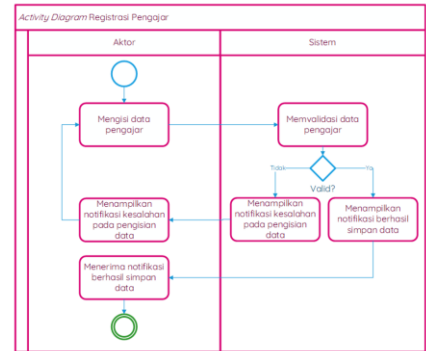 Activity Diagram Registrasi Pengajar
Aktor
Sistem
Mengisi data
pengajar
Memvalidasi data
pengajar
Tidak
Ya
Valid?
Menampilkan
notifikasi kesalahan
pada pengisian
data
Menampilkan
notifikasi kesalahan
pada pengisian
data
Menampilkan
notifikasi berhasil
simpan data
Menerima notifikasi
berhasil simpan
data